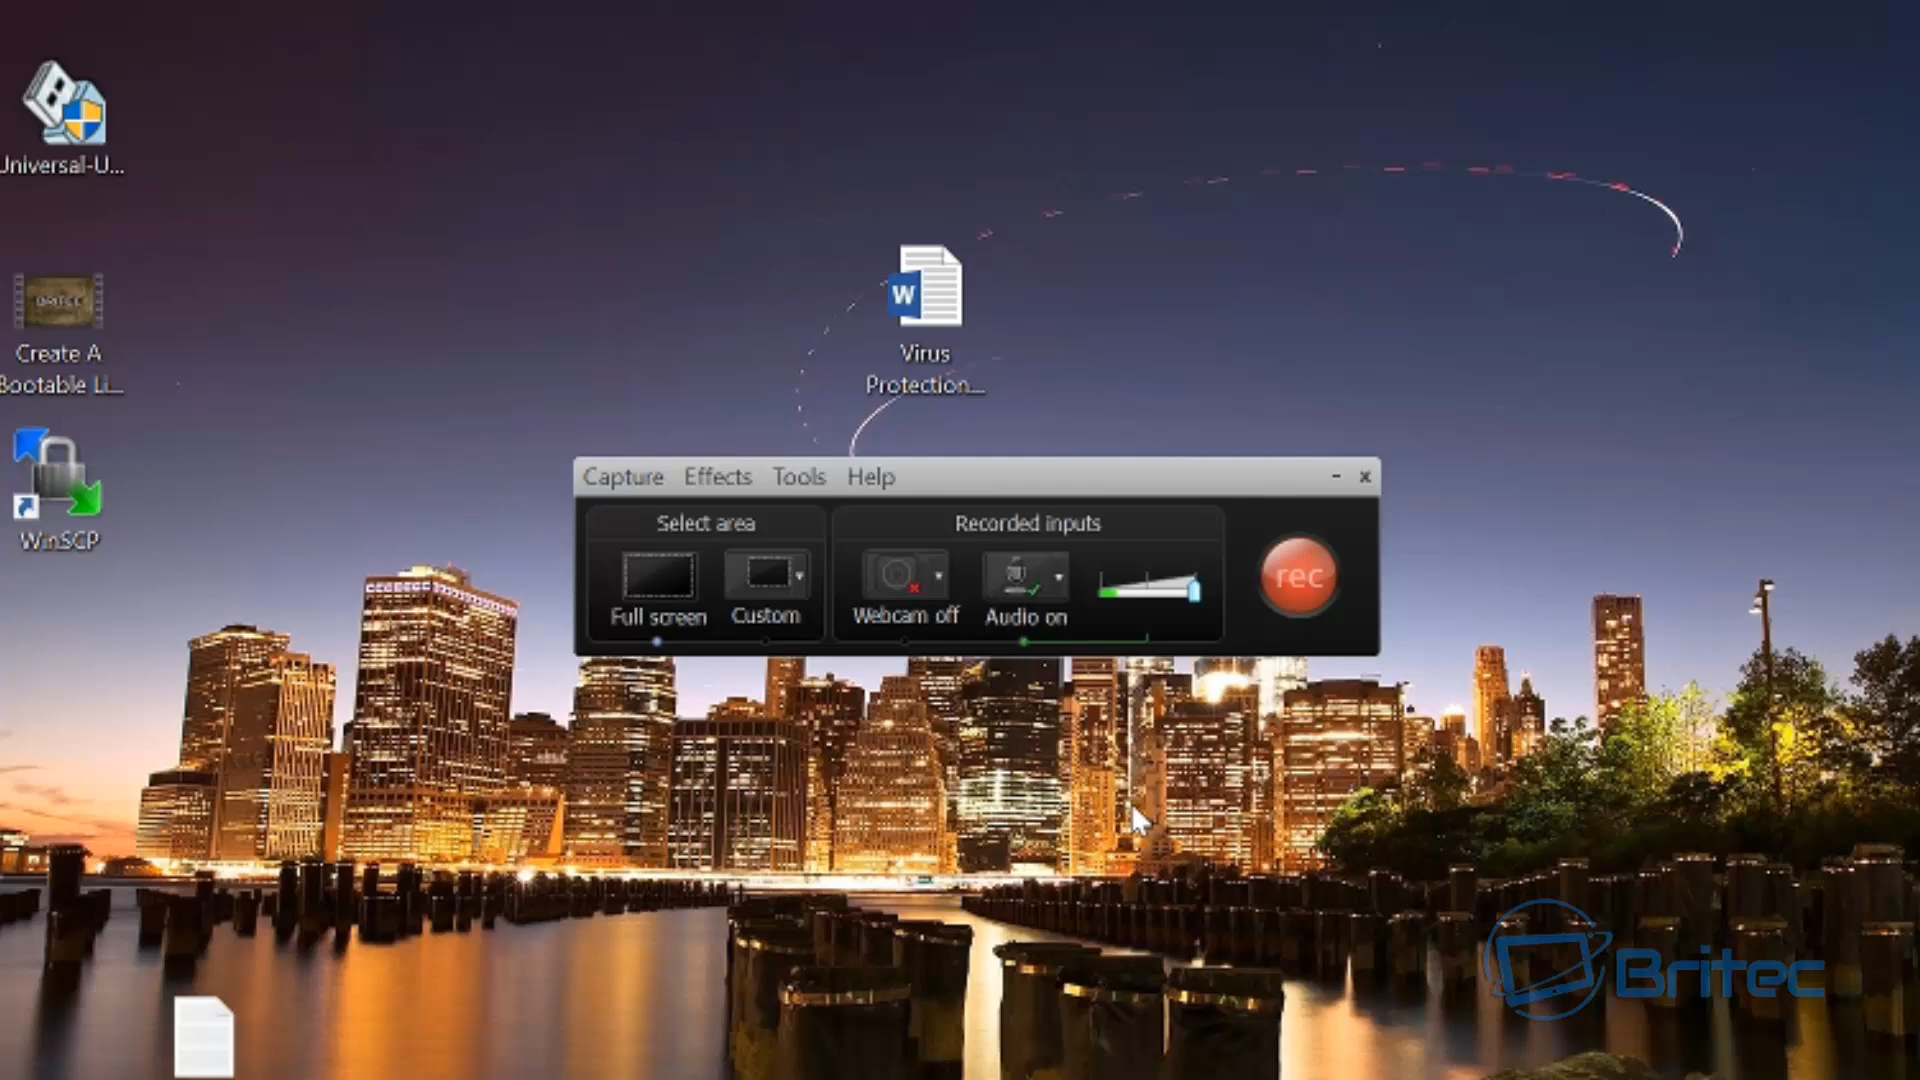 Universal-U...
Create A
Bootable Li...
WinSCP
W
Virus
Protection...
Capture Effects Tools Help
Select area
Recorded inputs
Full screen
Custom
Webcam off
Audio on
rec
Britec